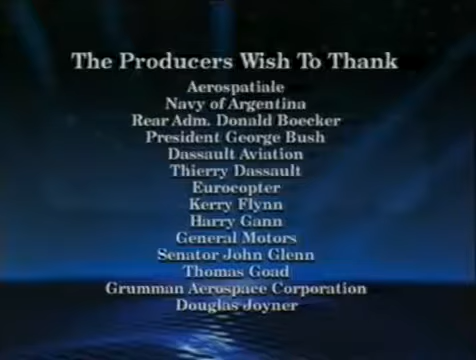 The Producers Wish To Thank
Aerospatiale
Navy of Argentina
Rear Adm. Donald Boecker
President George Bush
Dassault Aviation
Thierry Dassault
Eurocopter
Kerry Flynn
Harry Gann
General Motors
Senator John Glenn
Thomas Goad
Grumman Aerospace Corporation
Douglas Joyner